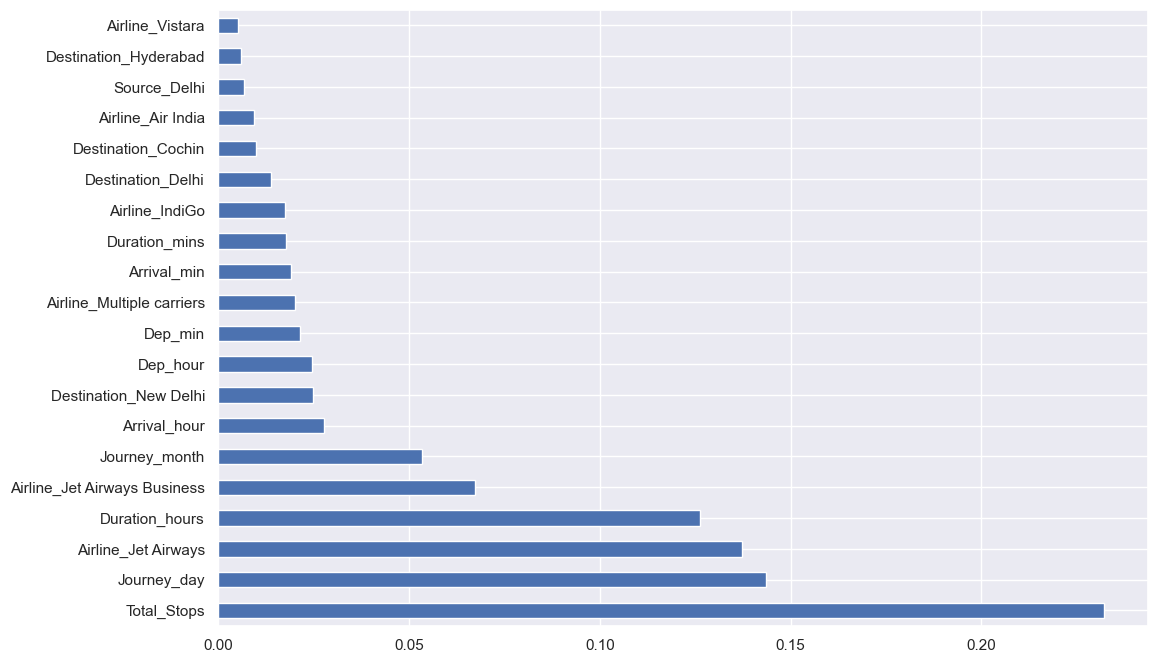 Airline_Vistara
Destination_Hyderabad
Source_Delhi
Airline_Air India
Destination_Cochin
Destination_Delhi
Airline_IndiGo
Duration_mins
Arrival_min
Airline_Multiple carriers
Dep_min
Dep_hour
Destination_New Delhi
Arrival_hour
Journey_month
Airline_Jet Airways Business
Duration_hours
Airline_Jet Airways
Journey_day
Total_Stops
0.00 0.05 0.10 0.15 0.20